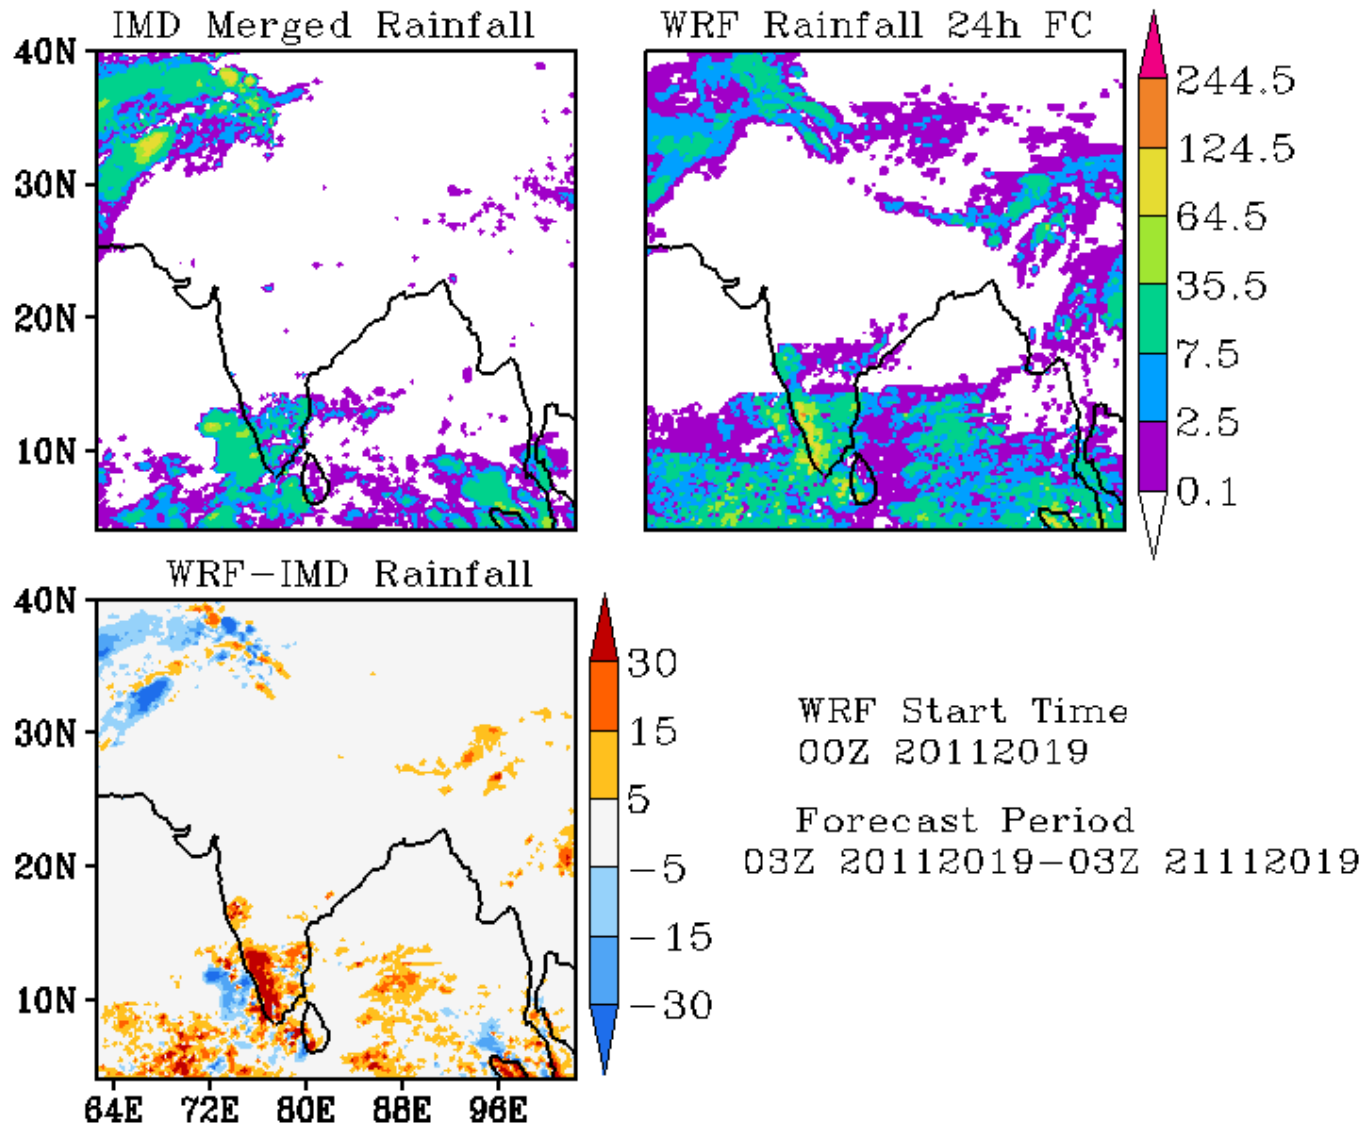 IMD Merged Rainfall
WRF Rainfall 24h FC
40N
30N
20N
10N
244.5
124.5
64.5
35.5
7.5
2.5
0.1
WRF-IMD Rainfall
40N
30N
20N
10N
64E 72E 80E 88E 96E
30
15
5
-5
-15
-30
WRF Start Time
00Z 20112019
Forecast Period
03Z 20112019-03Z 21112019